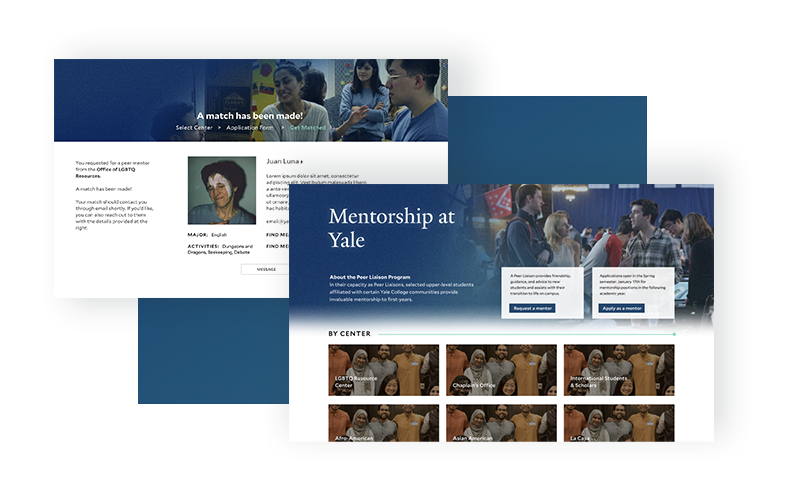 A match has been made!
Select Center > Application Form > Get Matched
You requested for a peer mentor
from the Office of LGBTQ
Resources.
A match has been made!
Your match should contact you
through email shortly. If you'd like,
you can also reach out to them
with the details provided at the
right.
MAJOR: English
ACTIVITIES: Dungeons and
Dragons, Beekeeping, Debate
Juan Luna
Lorem ipsum dolor sit amet, consectetur
adipiscing elit. Vestibulum malesuada libero
a ante
ut ornare
hac habit
FIND ME
FIND ME
MESSAGE
Mentorship at
Yale
About the Peer Liaison Program
In their capacity as Peer Liaisons, selected upper-level students
affiliated with certain Yale College communities provide
invaluable mentorship to first-years.
A Peer Liaison provides friendship,
guidance, and advice to new
students and assists with their
transition to life on campus.
Request a mentor
Applications open in the Spring
semester, January 17th for
mentorship positions in the following
academic year.
Apply as a mentor
BY CENTER
LGBTQ Resource
Center
Chaplain's Office
International Students
& Scholars
Afro-American
Asian American
La Casa